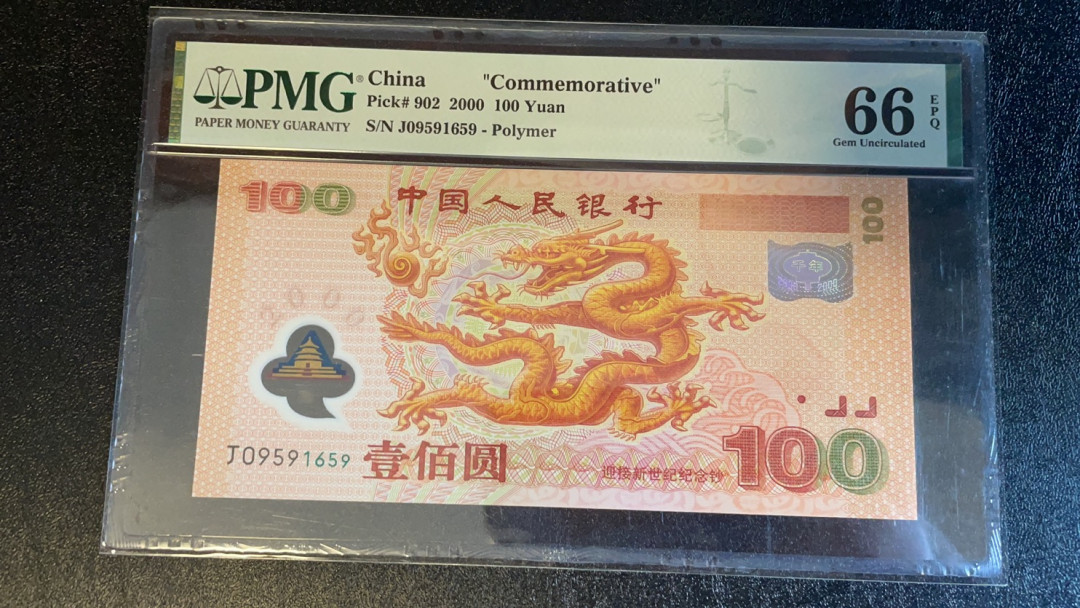 PMG® China "Commemorative"
Pick# 902 2000 100 Yuan
PAPER MONEY GUARANTY S/N J09591659 - Polymer
66 EPQ
Gem Uncirculated
100 中国人民银行 100
千年
J09591659 壹佰圆 迎接新世纪纪念钞 100